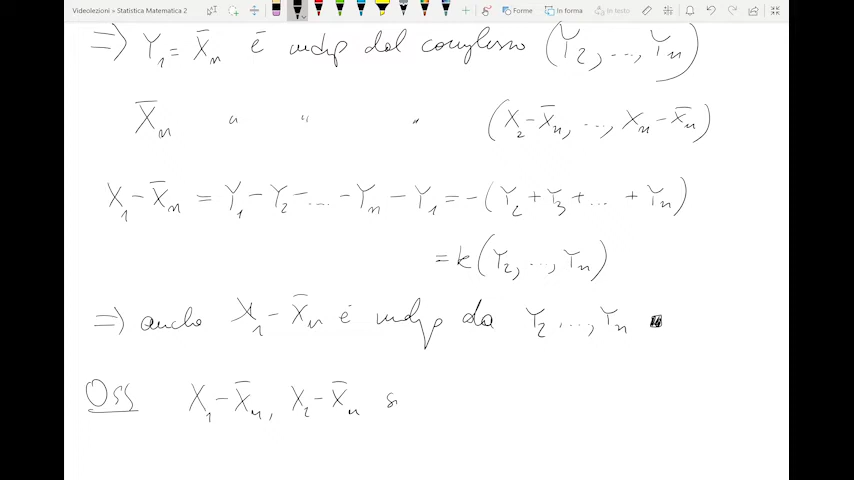 Videolezioni > Statistica Matematica 2
Forme In forma In testo
=> Y₁ = X̄ₙ è indip dal complesso (Y₂, ..., Yₙ)
X̄ₙ " " " (X₂ - X̄ₙ, ..., Xₙ - X̄ₙ)
X₁ - X̄ₙ = Y₁ - Y₂ - .... - Yₙ - Y₁ = - (Y₂ + Y₃ + ... + Yₙ)
= k (Y₂, ..., Yₙ)
=> anche X₁ - X̄ₙ è indip da Y₂ ..., Yₙ
Oss X₁ - X̄ₙ, X₂ - X̄ₙ s